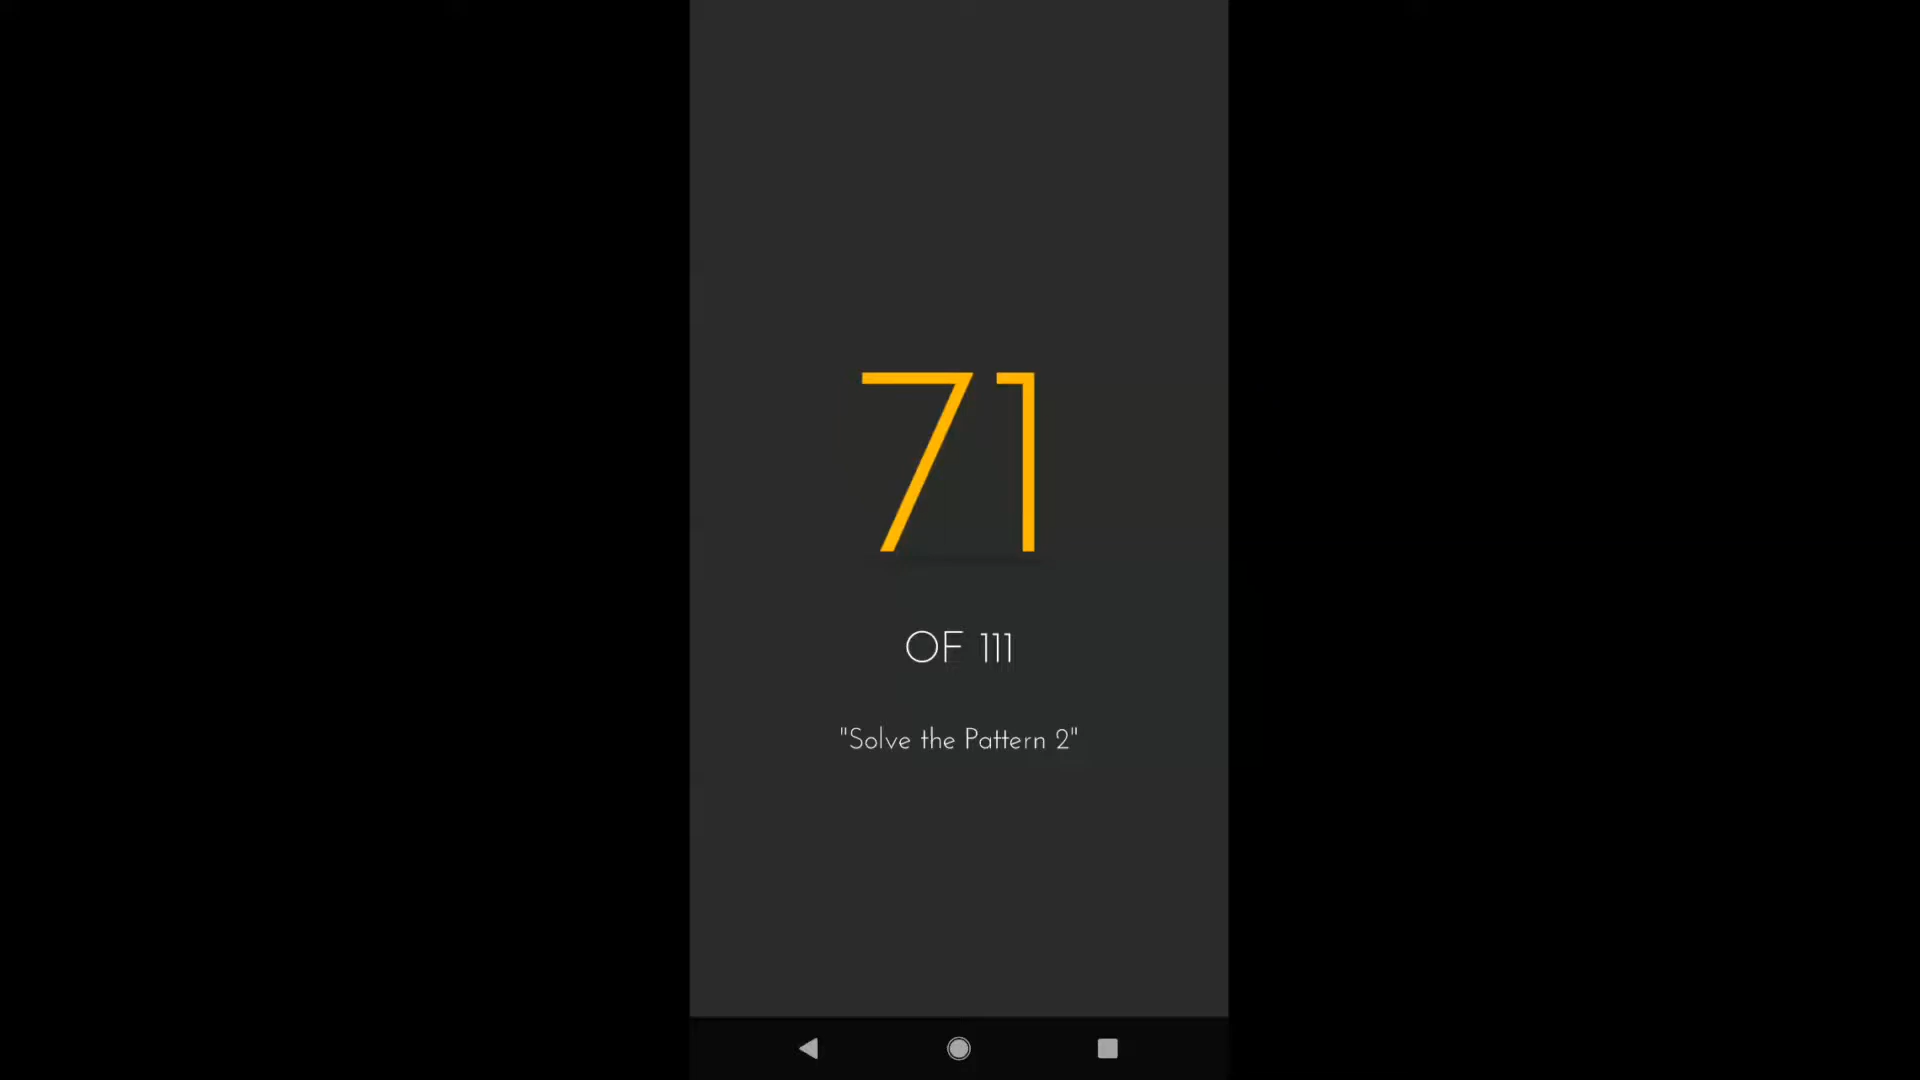 71
OF 111
"Solve the Pattern 2"